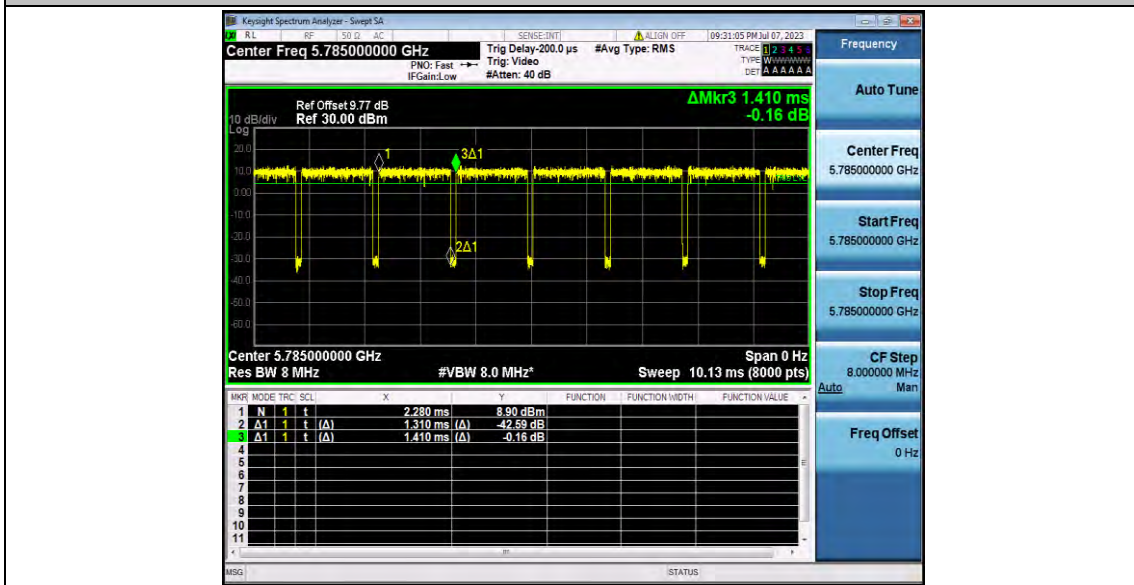 Keysight Spectrum Analyzer - Swept SA
RL RF 50 Ω AC SENSE:INT ALIGN OFF 09:31:05 PM Jul 07, 2023
Center Freq 5.785000000 GHz
PNO: Fast
IFGain:Low
Trig Delay-200.0 µs
Trig: Video
#Atten: 40 dB
#Avg Type: RMS
TRACE 1 2 3 4 5 6
TYPE WWWWWW
DET A A A A A A
Ref Offset 9.77 dB
Ref 30.00 dBm
10 dB/div
Log
ΔMkr3 1.410 ms
-0.16 dB
20.0
10.0
0.00
-10.0
-20.0
-30.0
-40.0
-50.0
-60.0
1
3Δ1
2Δ1
Center 5.785000000 GHz
Span 0 Hz
Res BW 8 MHz
#VBW 8.0 MHz*
Sweep 10.13 ms (8000 pts)
MKR MODE TRC SCL X Y FUNCTION FUNCTION WIDTH FUNCTION VALUE
1 N 1 t 2.280 ms 8.90 dBm
2 Δ1 1 t (Δ) 1.310 ms (Δ) -42.59 dB
3 Δ1 1 t (Δ) 1.410 ms (Δ) -0.16 dB
4
5
6
7
8
9
10
11
MSG
STATUS
Frequency
Auto Tune
Center Freq
5.785000000 GHz
Start Freq
5.785000000 GHz
Stop Freq
5.785000000 GHz
CF Step
8.000000 MHz
Auto Man
Freq Offset
0 Hz